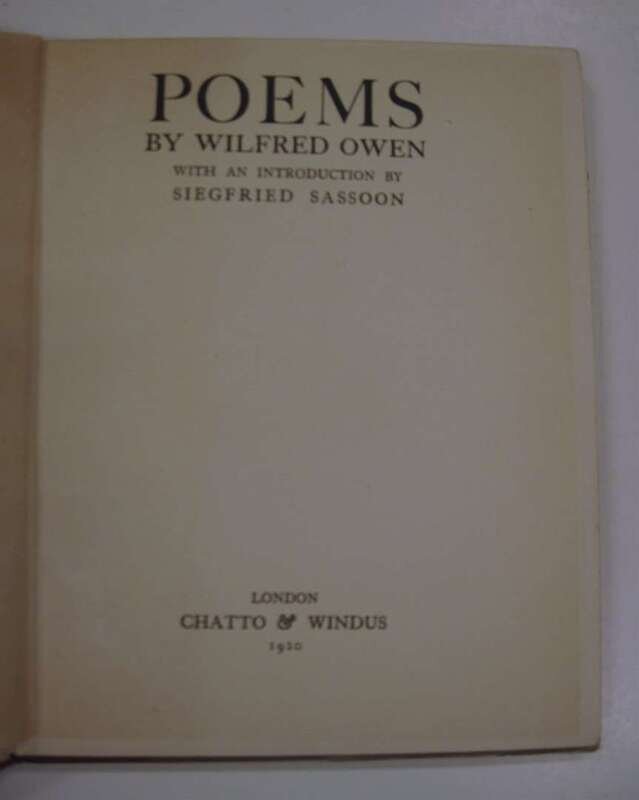 POEMS
BY WILFRED OWEN
WITH AN INTRODUCTION BY
SIEGFRIED SASSOON
LONDON
CHATTO & WINDUS
1920